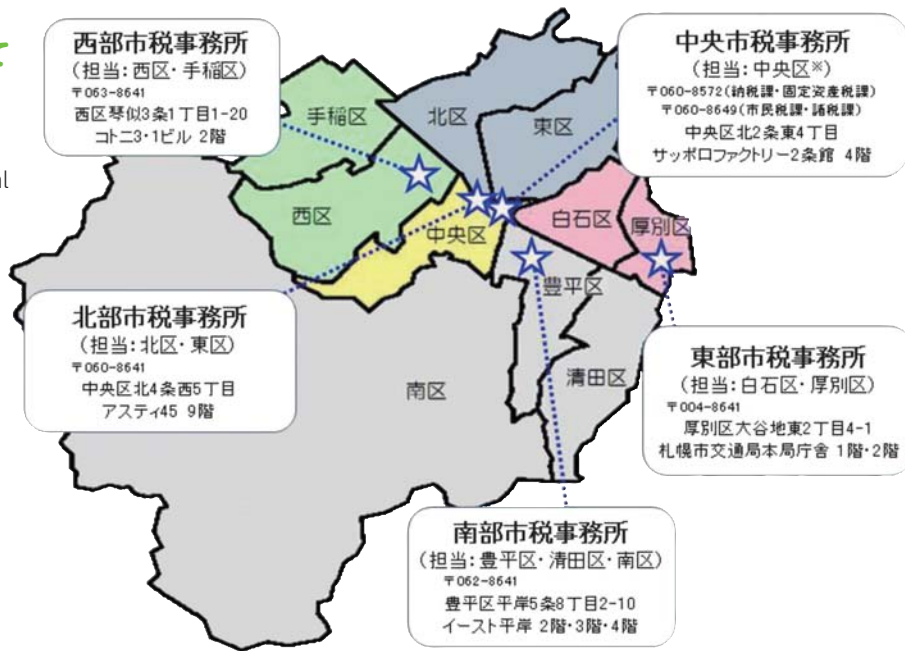 西部市税事務所
(担当:西区・手稲区)
〒063-8641
西区琴似3条1丁目1-20
コトニ3・1ビル 2階
中央市税事務所
(担当:中央区※)
〒060-8572(納税課・固定資産税課)
〒060-8649(市民税課・諸税課)
中央区北2条東4丁目
サッポロファクトリー2条館 4階
手稲区
北区
東区
al
西区
中央区
白石区
厚別区
豊平区
北部市税事務所
(担当:北区・東区)
〒060-8641
中央区北4条西5丁目
アスティ45 9階
南区
清田区
東部市税事務所
(担当:白石区・厚別区)
〒004-8641
厚別区大谷地東2丁目4-1
札幌市交通局本局庁舎 1階・2階
南部市税事務所
(担当:豊平区・清田区・南区)
〒062-8641
豊平区平岸5条8丁目2-10
イースト平岸 2階・3階・4階